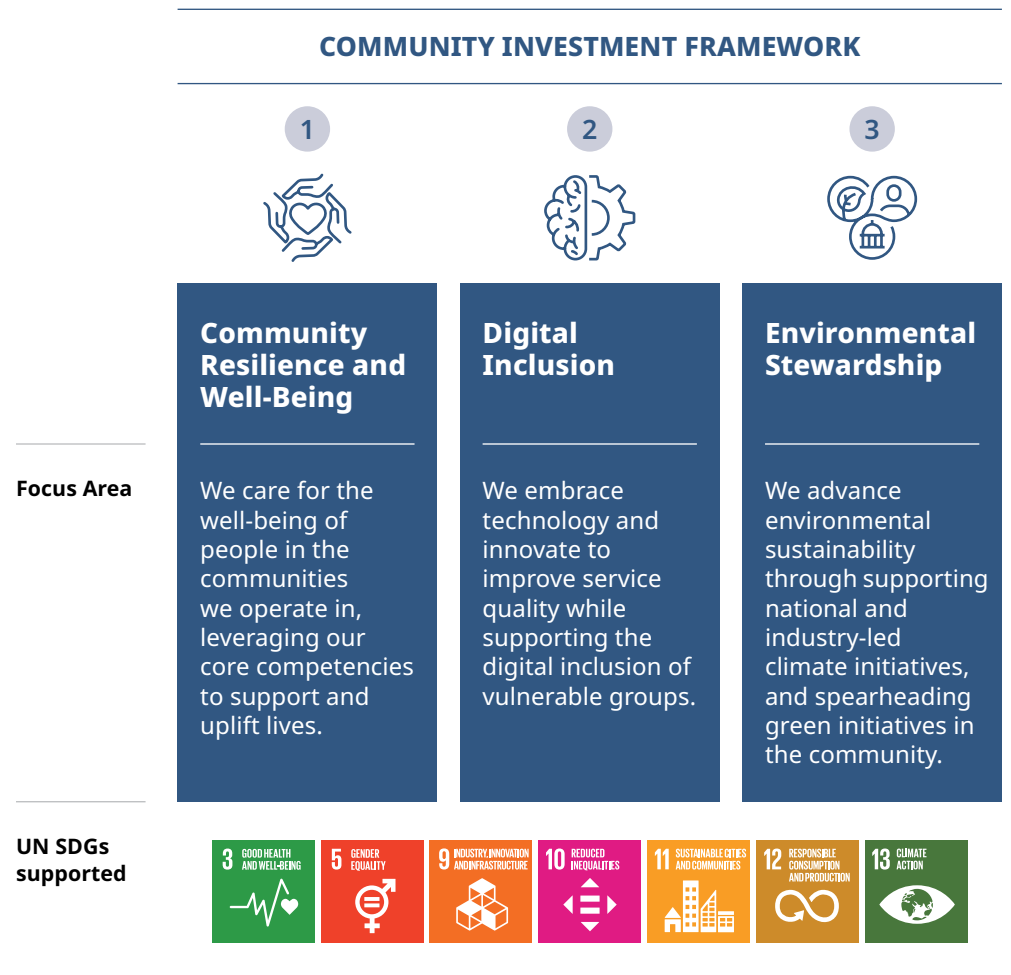 COMMUNITY INVESTMENT FRAMEWORK
1
2
3
Community
Resilience and
Well-Being
Digital
Inclusion
Environmental
Stewardship
Focus Area
We care for the
well-being of
people in the
communities
we operate in,
leveraging our
core competencies
to support and
uplift lives.
We embrace
technology and
innovate to
improve service
quality while
supporting the
digital inclusion of
vulnerable groups.
We advance
environmental
sustainability
through supporting
national and
industry-led
climate initiatives,
and spearheading
green initiatives in
the community.
UN SDGs
supported
3 GOOD HEALTH
AND WELL-BEING
5 GENDER
EQUALITY
9 INDUSTRY, INNOVATION
AND INFRASTRUCTURE
10 REDUCED
INEQUALITIES
11 SUSTAINABLE CITIES
AND COMMUNITIES
12 RESPONSIBLE
CONSUMPTION
AND PRODUCTION
13 CLIMATE
ACTION